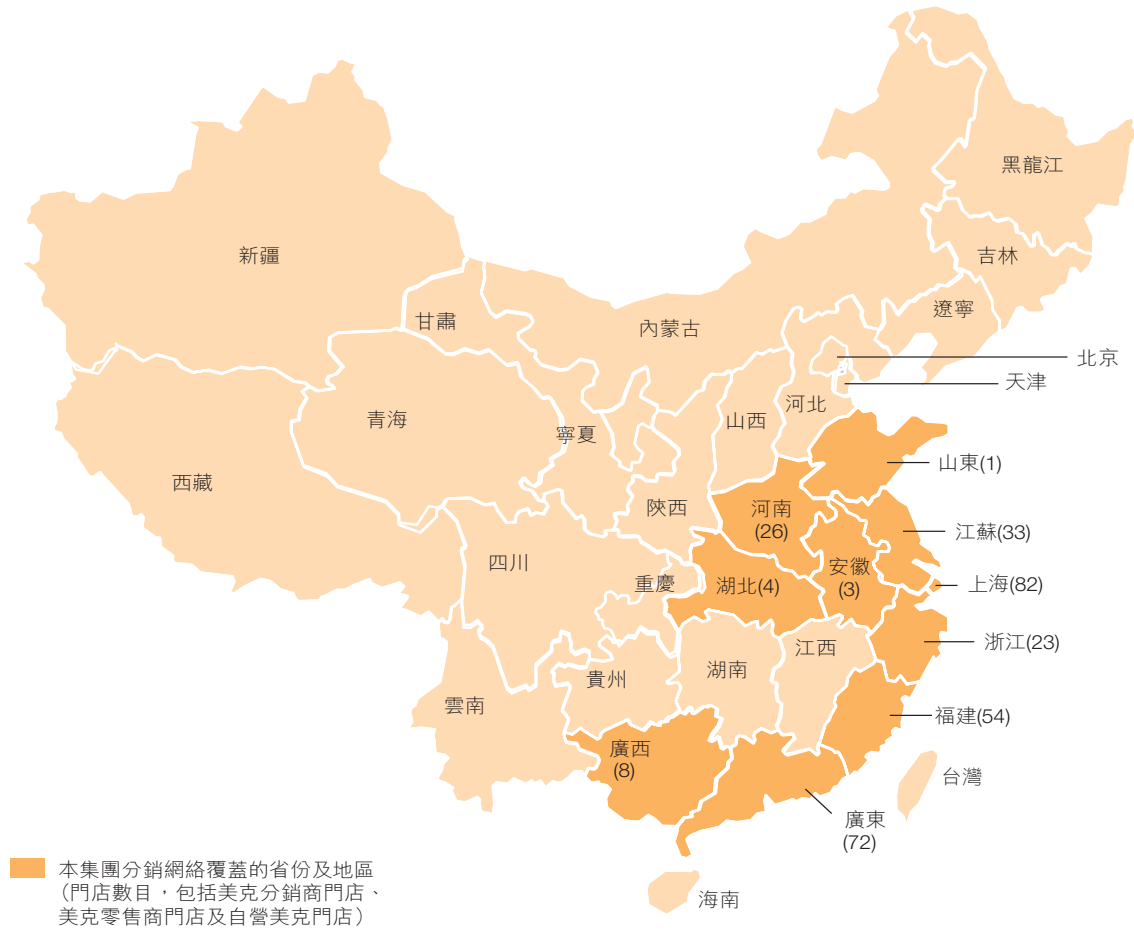 黑龍江
吉林
新疆
遼寧
甘肅
內蒙古
北京
天津
河北
山西
青海
寧夏
山東(1)
西藏
陝西
河南
(26)
江蘇(33)
四川
安徽
(3)
重慶
湖北(4)
上海(82)
浙江(23)
江西
湖南
貴州
雲南
福建(54)
廣西
(8)
台灣
廣東
(72)
海南
本集團分銷網絡覆蓋的省份及地區
(門店數目，包括美克分銷商門店、
美克零售商門店及自營美克門店)